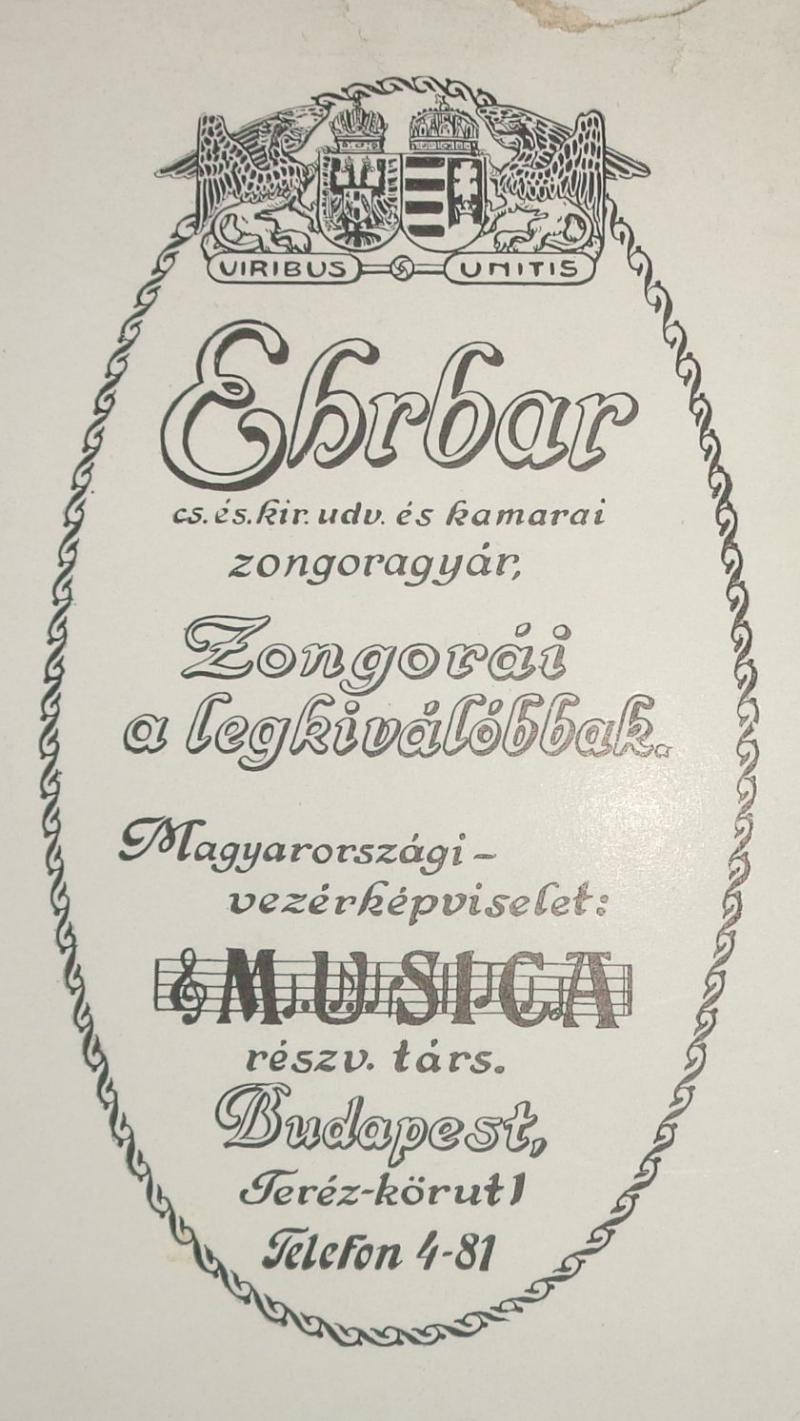 VIRIBUS UNITIS
Ehrbar
cs. és. kir. udv. és kamarai
zongoragyár,
Zongorái
a legkiválóbbak.
Magyarországi-
vezérképviselet:
MUSICA
részv. társ.
Budapest,
Teréz-körut 1
Telefon 4-81